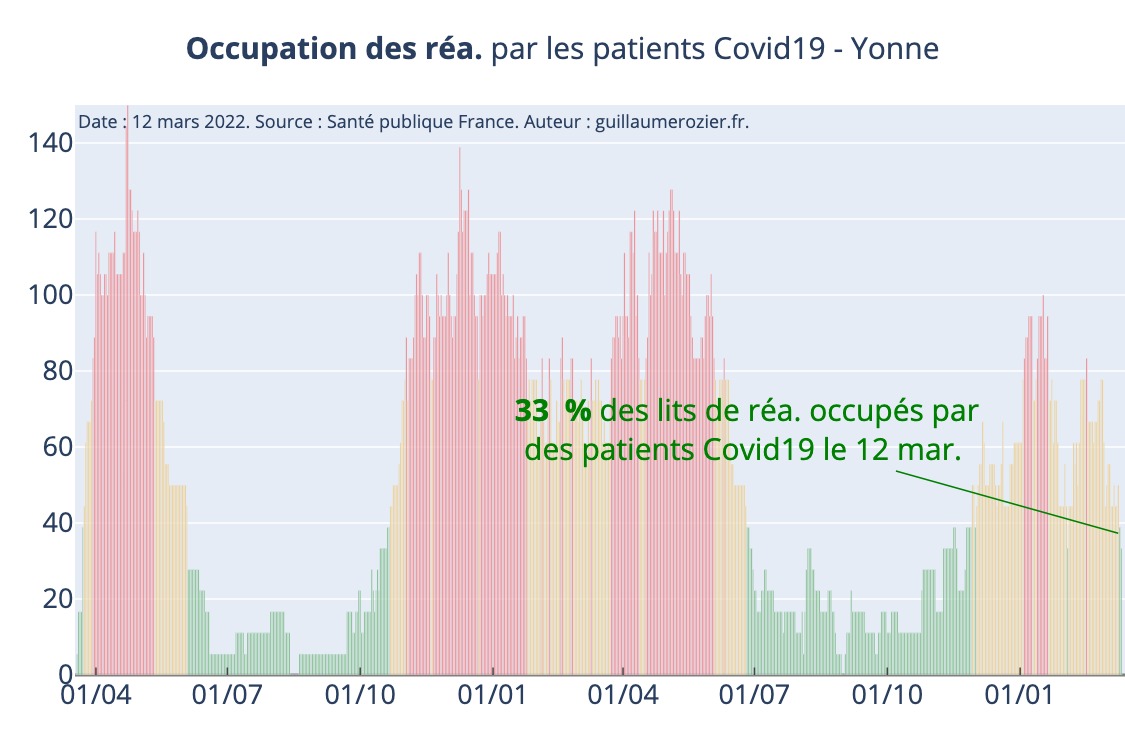 Occupation des réa. par les patients Covid19 - Yonne
Date : 12 mars 2022. Source : Santé publique France. Auteur : guillaumerozier.fr.
140
120
100
80
60
40
20
0
33 % des lits de réa. occupés par
des patients Covid19 le 12 mar.
01/04 01/07 01/10 01/01 01/04 01/07 01/10 01/01